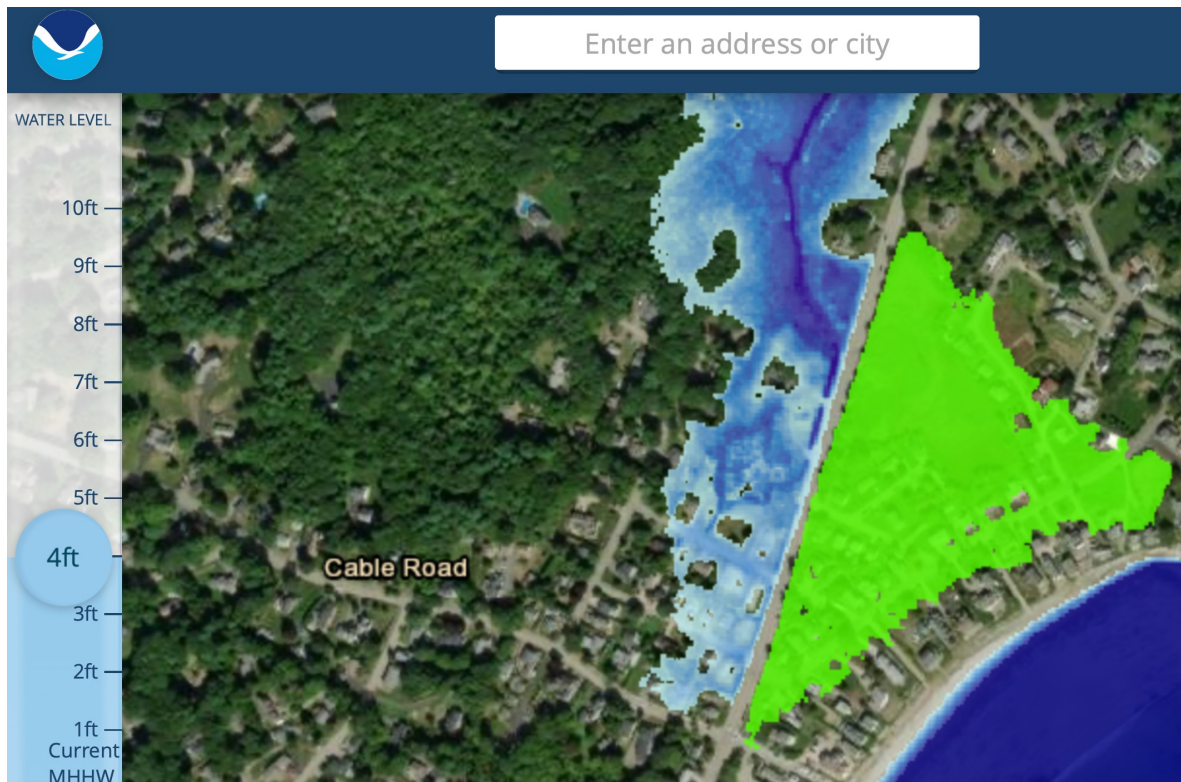 Enter an address or city
WATER LEVEL
10ft
9ft
8ft
7ft
6ft
5ft
4ft
3ft
2ft
1ft
Current
MHHW
Cable Road